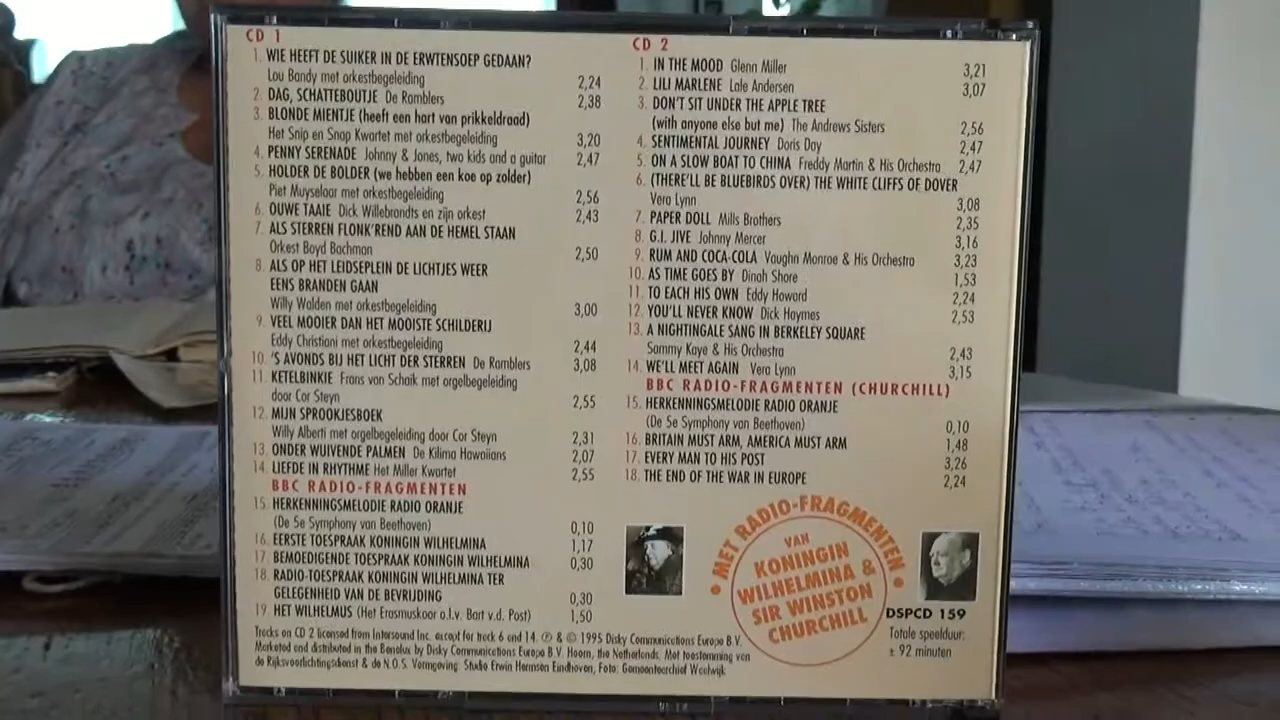 CD 1
1. WIE HEEFT DE SUIKER IN DE ERWTENSOEP GEDAAN?
Lou Bandy met orkestbegeleiding 2,24
2. DAG, SCHATTEBOUTJE De Ramblers 2,38
3. BLONDE MIENTJE (heeft een hart van prikkeldraad)
Het Snip en Snap Kwartet met orkestbegeleiding 3,20
4. PENNY SERENADE Johnny & Jones, two kids and a guitar 2,47
5. HOLDER DE BOLDER (we hebben een koe op zolder)
Piet Muyselaar met orkestbegeleiding 2,56
6. OUWE TAAIE Dick Willebrandts en zijn orkest 2,43
7. ALS STERREN FLONK'REND AAN DE HEMEL STAAN
Orkest Boyd Bachman 2,50
8. ALS OP HET LEIDSEPLEIN DE LICHTJES WEER
EENS BRANDEN GAAN
Willy Walden met orkestbegeleiding 3,00
9. VEEL MOOIER DAN HET MOOISTE SCHILDERIJ
Eddy Christiani met orkestbegeleiding 2,44
10. 'S AVONDS BIJ HET LICHT DER STERREN De Ramblers 3,08
11. KETELBINKIE Frans van Schaik met orgelbegeleiding
door Cor Steyn 2,55
12. MIJN SPROOKJESBOEK
Willy Alberti met orgelbegeleiding door Cor Steyn 2,31
13. ONDER WUIVENDE PALMEN De Kilima Hawaiians 2,07
14. LIEFDE IN RHYTHME Het Miller Kwartet 2,55
BBC RADIO-FRAGMENTEN
15. HERKENNINGSMELODIE RADIO ORANJE
(De 5e Symphony van Beethoven) 0,10
16. EERSTE TOESPRAAK KONINGIN WILHELMINA 1,17
17. BEMOEDIGENDE TOESPRAAK KONINGIN WILHELMINA 0,30
18. RADIO-TOESPRAAK KONINGIN WILHELMINA TER
GELEGENHEID VAN DE BEVRIJDING 0,30
19. HET WILHELMUS (Het Erasmuskoor o.l.v. Bart v.d. Post) 1,50
Tracks on CD 2 licensed from Intersound Inc. except for track 6 and 14. ℗ & © 1995 Disky Communications Europe B.V.
Marketed and distributed in the Benelux by Disky Communications Europe B.V. Hoorn, the Netherlands. Met toestemming van
de Rijksvoorlichtingsdienst & de N.O.S. Vormgeving: Studio Erwin Hermsen Eindhoven, Foto: Gemeentearchief Waalwijk
CD 2
1. IN THE MOOD Glenn Miller 3,21
2. LILI MARLENE Lale Andersen 3,07
3. DON'T SIT UNDER THE APPLE TREE
(with anyone else but me) The Andrews Sisters 2,56
4. SENTIMENTAL JOURNEY Doris Day 2,47
5. ON A SLOW BOAT TO CHINA Freddy Martin & His Orchestra 2,47
6. (THERE'LL BE BLUEBIRDS OVER) THE WHITE CLIFFS OF DOVER
Vera Lynn 3,08
7. PAPER DOLL Mills Brothers 2,35
8. G.I. JIVE Johnny Mercer 3,16
9. RUM AND COCA-COLA Vaughn Monroe & His Orchestra 3,23
10. AS TIME GOES BY Dinah Shore 1,53
11. TO EACH HIS OWN Eddy Howard 2,24
12. YOU'LL NEVER KNOW Dick Haymes 2,53
13. A NIGHTINGALE SANG IN BERKELEY SQUARE
Sammy Kaye & His Orchestra 2,43
14. WE'LL MEET AGAIN Vera Lynn 3,15
BBC RADIO-FRAGMENTEN (CHURCHILL)
15. HERKENNINGSMELODIE RADIO ORANJE
(De 5e Symphony van Beethoven) 0,10
16. BRITAIN MUST ARM, AMERICA MUST ARM 1,48
17. EVERY MAN TO HIS POST 3,26
18. THE END OF THE WAR IN EUROPE 2,24
• MET RADIO-FRAGMENTEN •
VAN
KONINGIN
WILHELMINA &
SIR WINSTON
CHURCHILL
DSPCD 159
Totale speelduur:
± 92 minuten